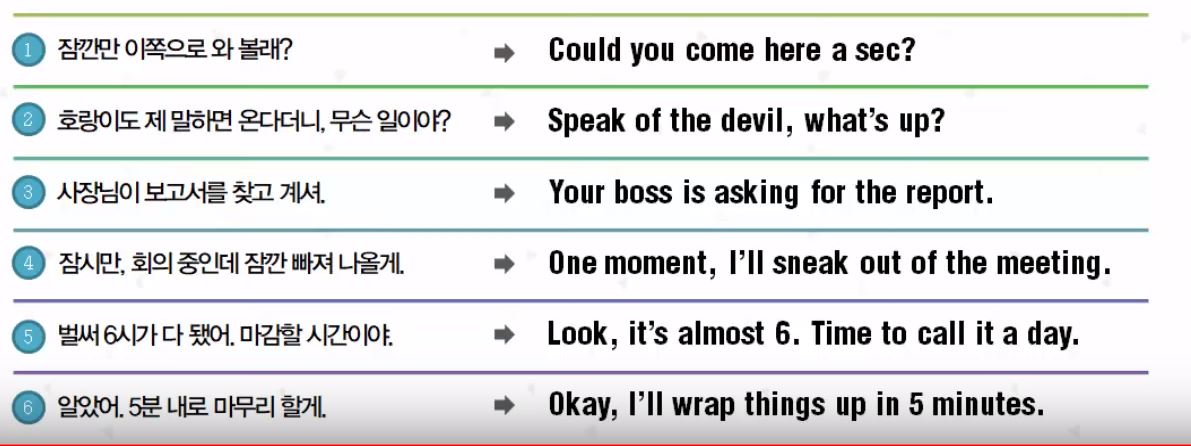 1 잠깐만 이쪽으로 와 볼래? ➡ Could you come here a sec?
2 호랑이도 제 말하면 온다더니, 무슨 일이야? ➡ Speak of the devil, what's up?
3 사장님이 보고서를 찾고 계셔. ➡ Your boss is asking for the report.
4 잠시만, 회의 중인데 잠깐 빠져 나올게. ➡ One moment, I'll sneak out of the meeting.
5 벌써 6시가 다 됐어. 마감할 시간이야. ➡ Look, it's almost 6. Time to call it a day.
6 알았어. 5분 내로 마무리 할게. ➡ Okay, I'll wrap things up in 5 minutes.